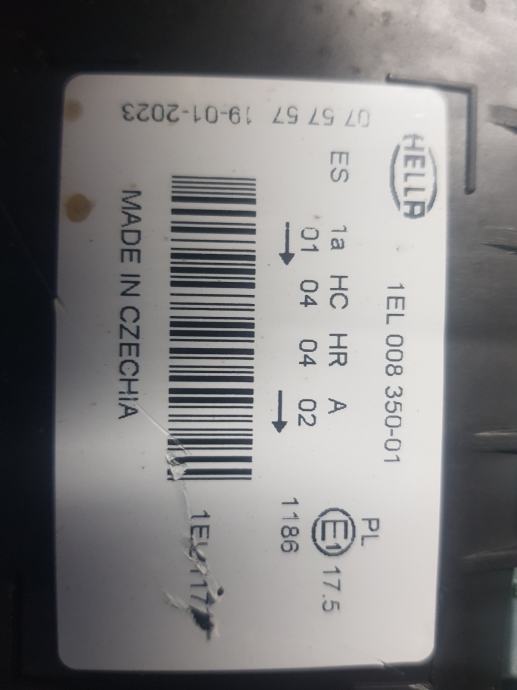 HELLA
1EL 008 350-01
ES 1a HC HR A
01 04 04 02
PL
E1 17.5
1186
MADE IN CZECHIA
07 57 57 19-01-2023